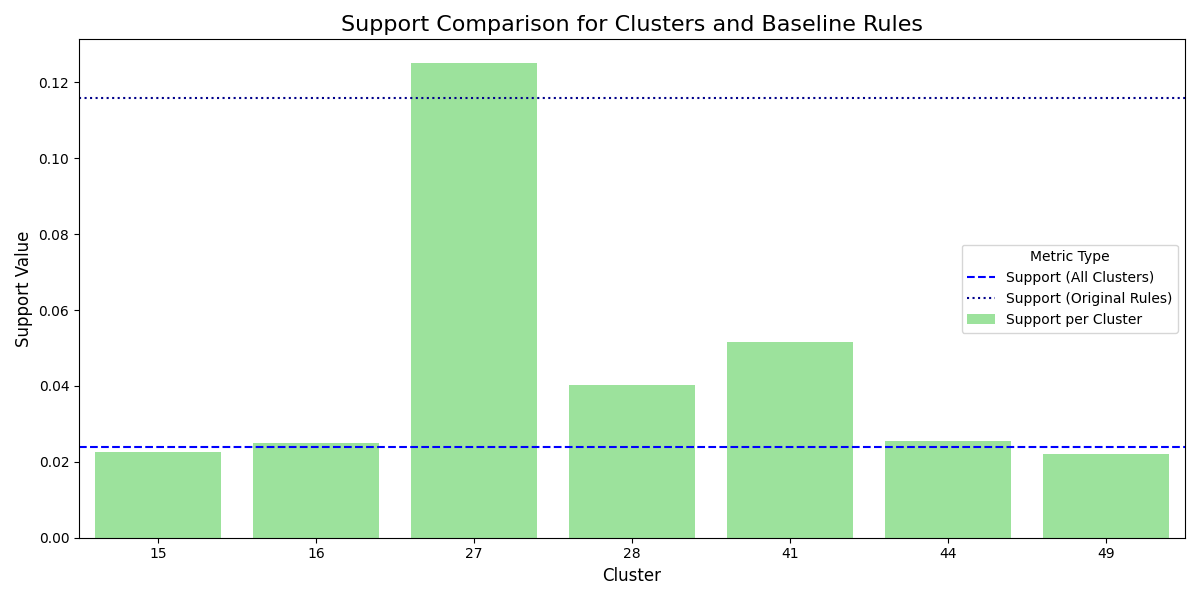 Support Comparison for Clusters and Baseline Rules
Support Value
0.12
0.10
0.08
0.06
0.04
0.02
0.00
Metric Type
Support (All Clusters)
Support (Original Rules)
Support per Cluster
15 16 27 28 41 44 49
Cluster